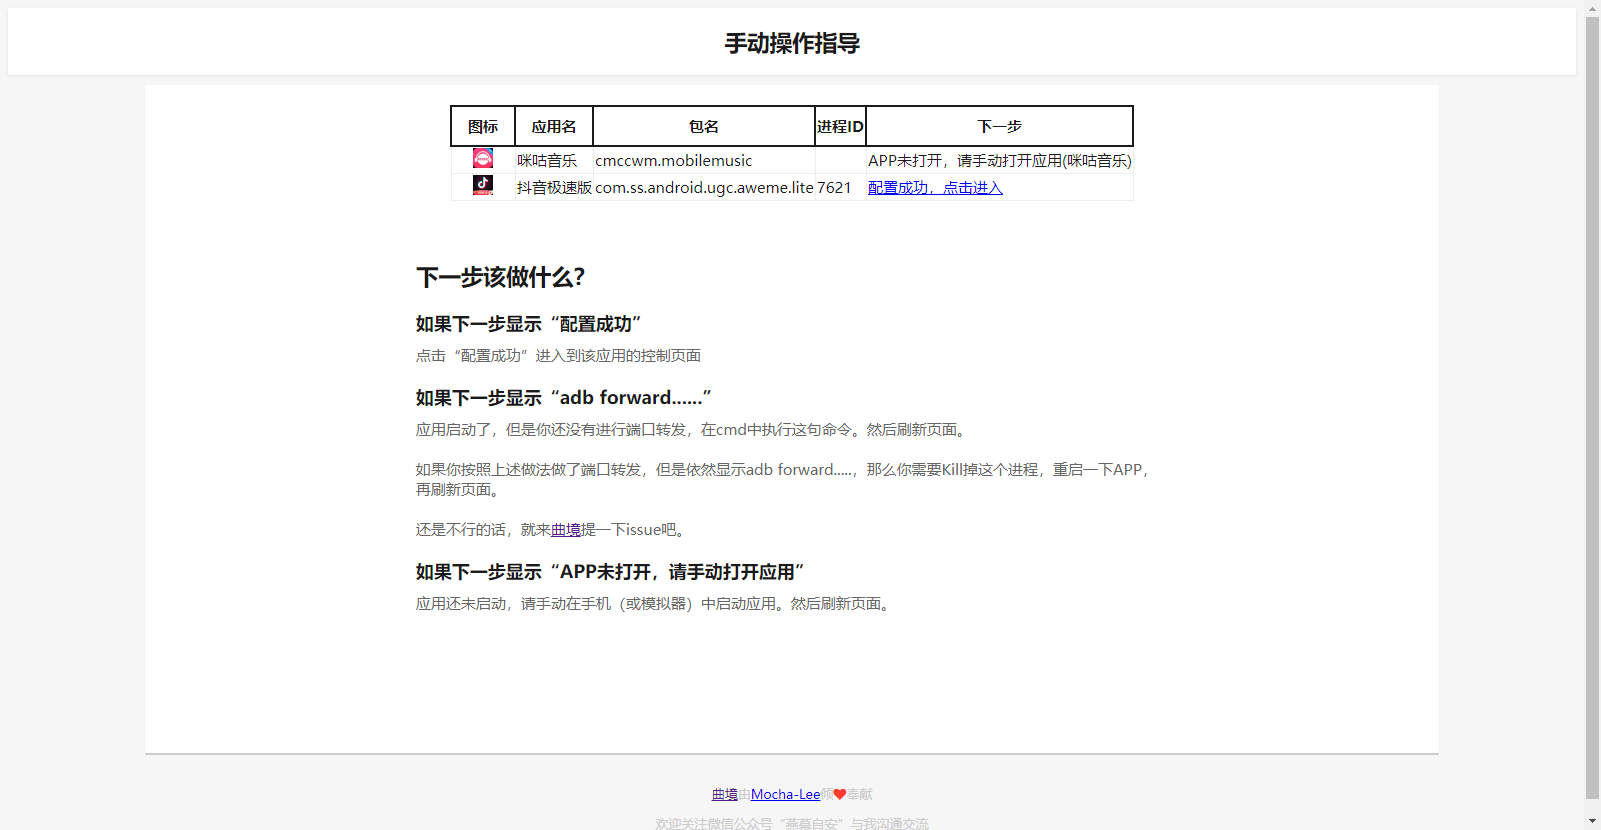 手动操作指导
图标 应用名 包名 进程ID 下一步
咪咕音乐 cmccwm.mobilemusic APP未打开，请手动打开应用(咪咕音乐)
抖音极速版 com.ss.android.ugc.aweme.lite 7621 配置成功，点击进入
下一步该做什么？
如果下一步显示“配置成功”
点击“配置成功”进入到该应用的控制页面
如果下一步显示“adb forward......”
应用启动了，但是你还没有进行端口转发，在cmd中执行这句命令。然后刷新页面。
如果你按照上述做法做了端口转发，但是依然显示adb forward.....，那么你需要Kill掉这个进程，重启一下APP，
再刷新页面。
还是不行的话，就来曲境提一下issue吧。
如果下一步显示“APP未打开，请手动打开应用”
应用还未启动，请手动在手机（或模拟器）中启动应用。然后刷新页面。
曲境由Mocha-Lee倾❤奉献
欢迎关注微信公众号“燕幕自安”与我沟通交流